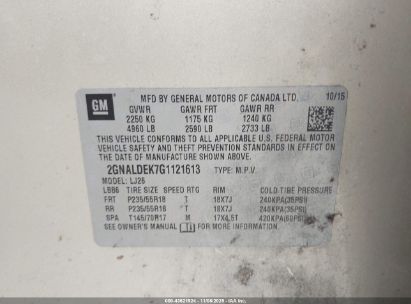 GM
MFD BY GENERAL MOTORS OF CANADA LTD. 10/15
GVWR GAWR FRT GAWR RR
2250 KG 1175 KG 1240 KG
4960 LB 2590 LB 2733 LB
THIS VEHICLE CONFORMS TO ALL APPLICABLE U.S. FEDERAL MOTOR
VEHICLE SAFETY AND THEFT PREVENTION STANDARDS IN EFFECT ON
THE DATE OF MANUFACTURE SHOWN ABOVE.
2GNALDEK7G1121613 TYPE: M.P.V.
MODEL: LJ26
TIRE SIZE SPEED RTG RIM COLD TIRE PRESSURE
FRT P235/55R18 T 18X7J 240KPA(35PSI)
RR P235/55R18 T 18X7J 240KPA(35PSI)
SPA T145/70R17 M 17X4.5T 420KPA(60PSI)
SEE OWNER'S MANUAL FOR ADDITIONAL INFORMATION.